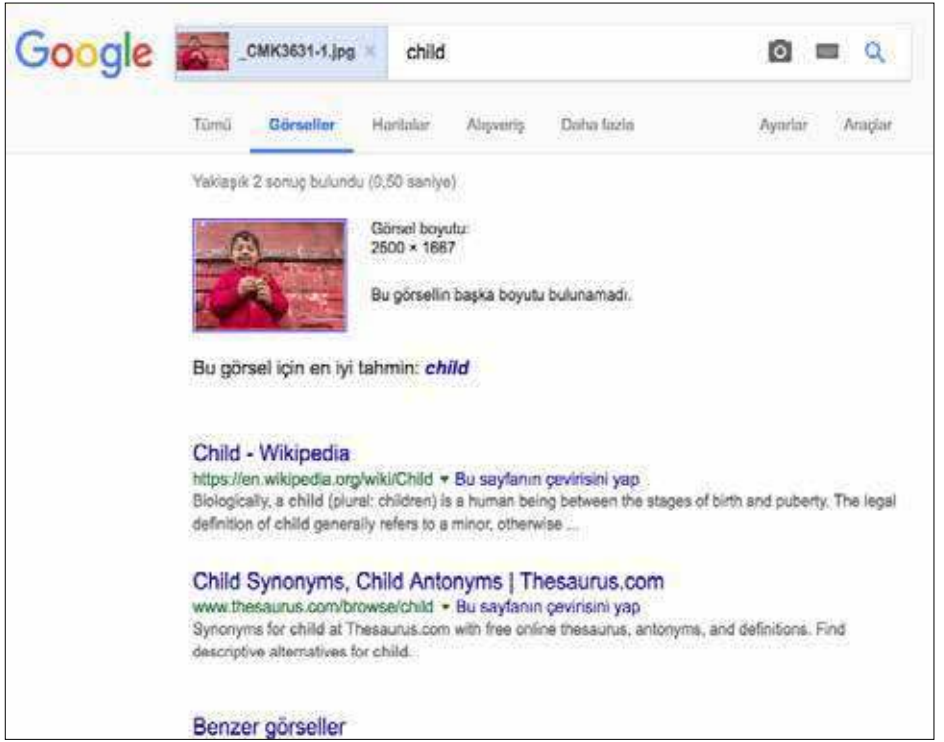 Google _CMK3631-1.jpg × child
Tümü Görseller Haritalar Alışveriş Daha fazla Ayarlar Araçlar
Yaklaşık 2 sonuç bulundu (0,50 saniye)
Görsel boyutu:
2500 × 1667
Bu görsellin başka boyutu bulunamadı.
Bu görsel için en iyi tahmin: child
Child - Wikipedia
https://en.wikipedia.org/wiki/Child ▾ Bu sayfanın çevirisini yap
Biologically, a child (plural: children) is a human being between the stages of birth and puberty. The legal
definition of child generally refers to a minor, otherwise ...
Child Synonyms, Child Antonyms | Thesaurus.com
www.thesaurus.com/browse/child ▾ Bu sayfanın çevirisini yap
Synonyms for child at Thesaurus.com with free online thesaurus, antonyms, and definitions. Find
descriptive alternatives for child.
Benzer görseller